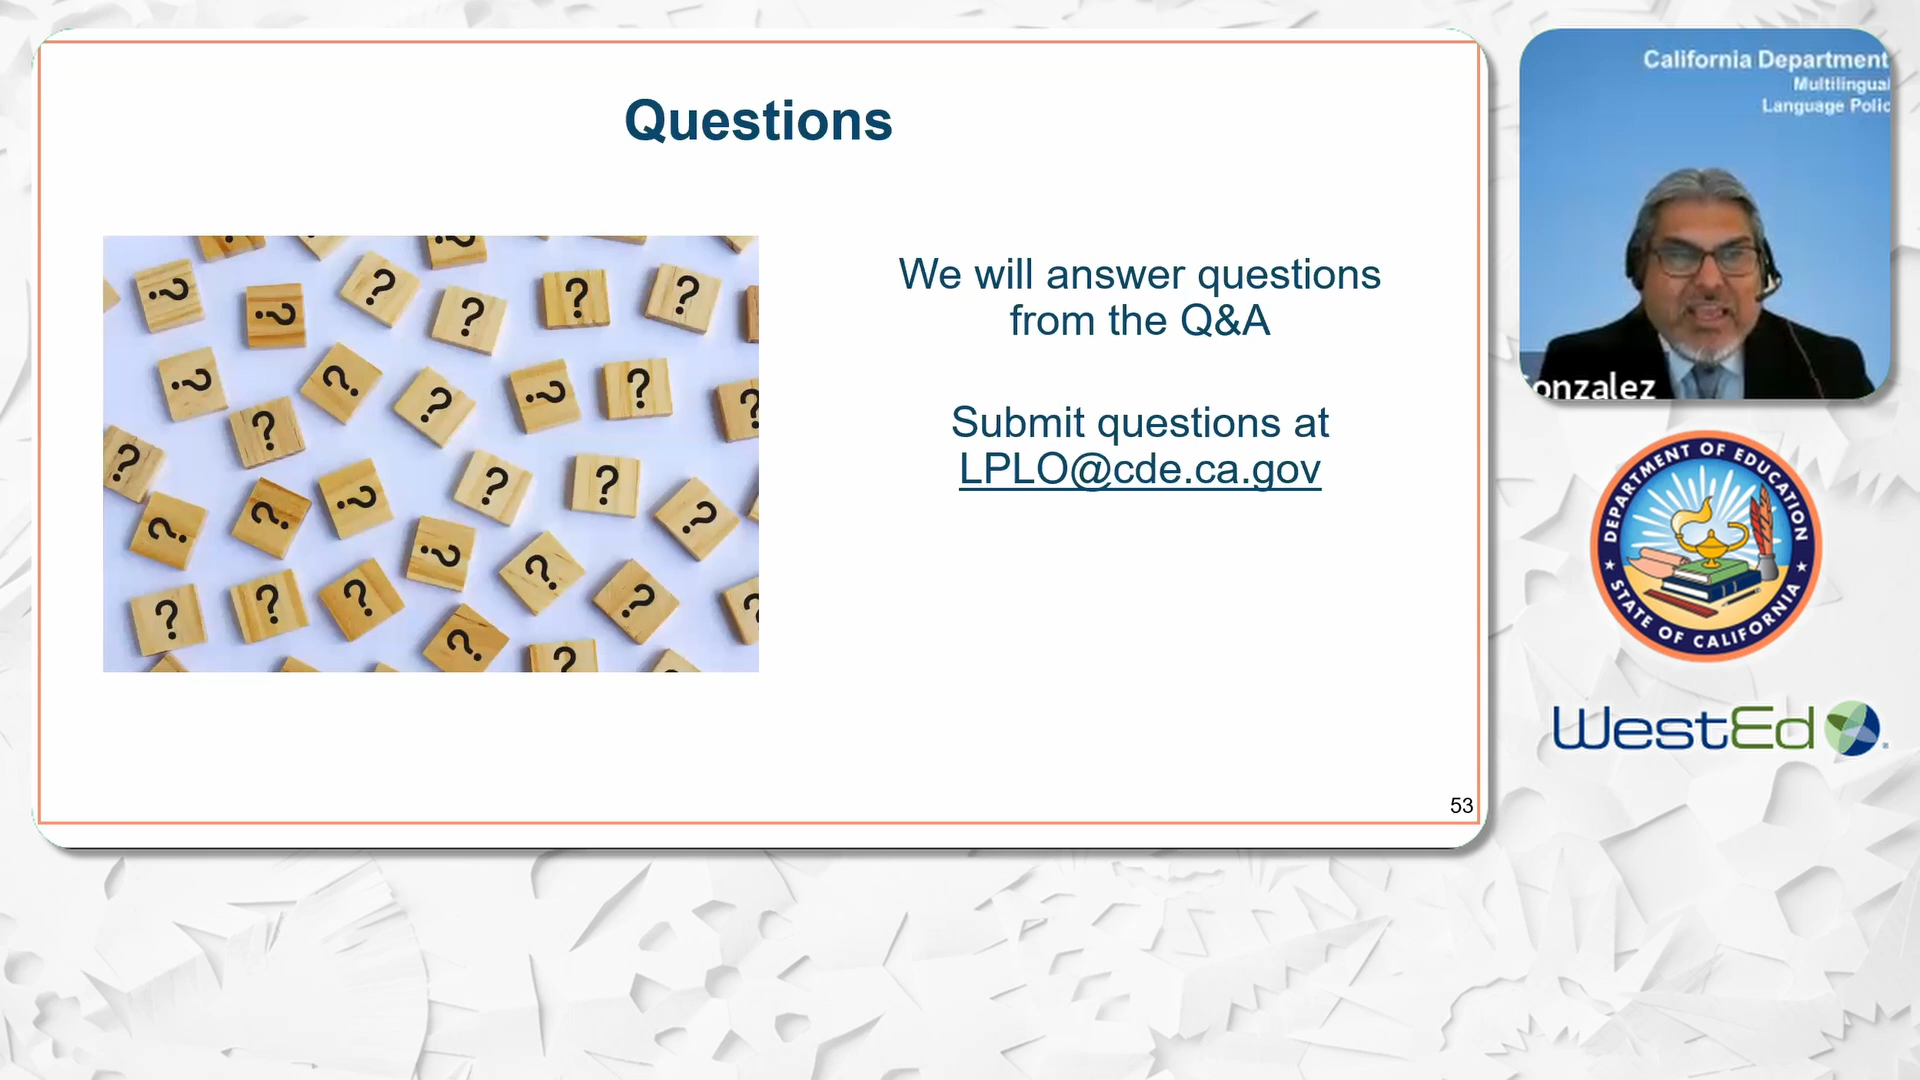 Questions
We will answer questions
from the Q&A
Submit questions at
LPLO@cde.ca.gov
53
California Department
Multilingual
Language Polic
onzalez
DEPARTMENT OF EDUCATION
STATE OF CALIFORNIA
WestEd